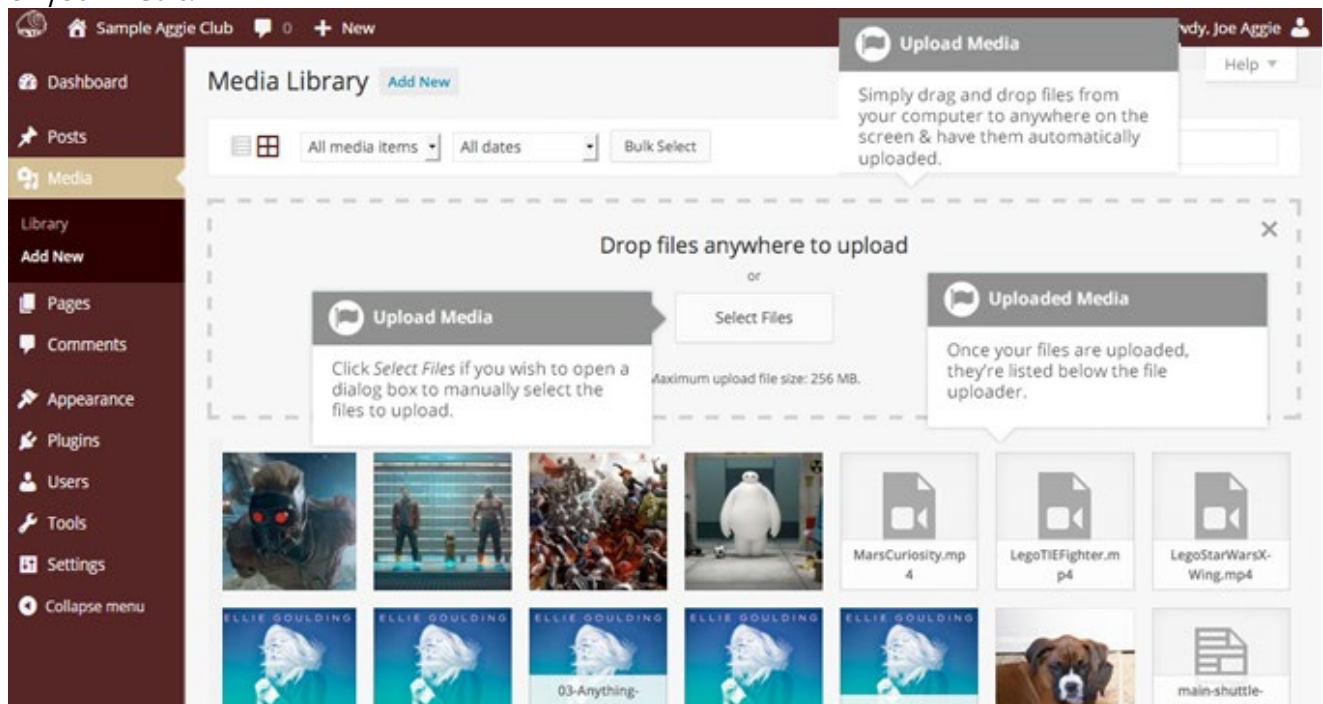 Sample Aggie Club 0 + New
Upload Media
Joe Aggie
Help
Dashboard
Posts
Media
Library
Add New
Pages
Comments
Appearance
Plugins
Users
Tools
Settings
Collapse menu
Media Library Add New
All media items All dates Bulk Select
Simply drag and drop files from
your computer to anywhere on the
screen & have them automatically
uploaded.
Drop files anywhere to upload
or
Select Files
Upload Media
Click Select Files if you wish to open a
dialog box to manually select the
files to upload.
Maximum upload file size: 256 MB.
Uploaded Media
Once your files are uploaded,
they're listed below the file
uploader.
MarsCuriosity.mp
4
LegoTIEFighter.m
p4
LegoStarWarsX-
Wing.mp4
ELLIE GOULDING
ELLIE GOULDING
ELLIE GOULDING
03-Anything-
ELLIE GOULDING
ELLIE GOULDING
main-shuttle-